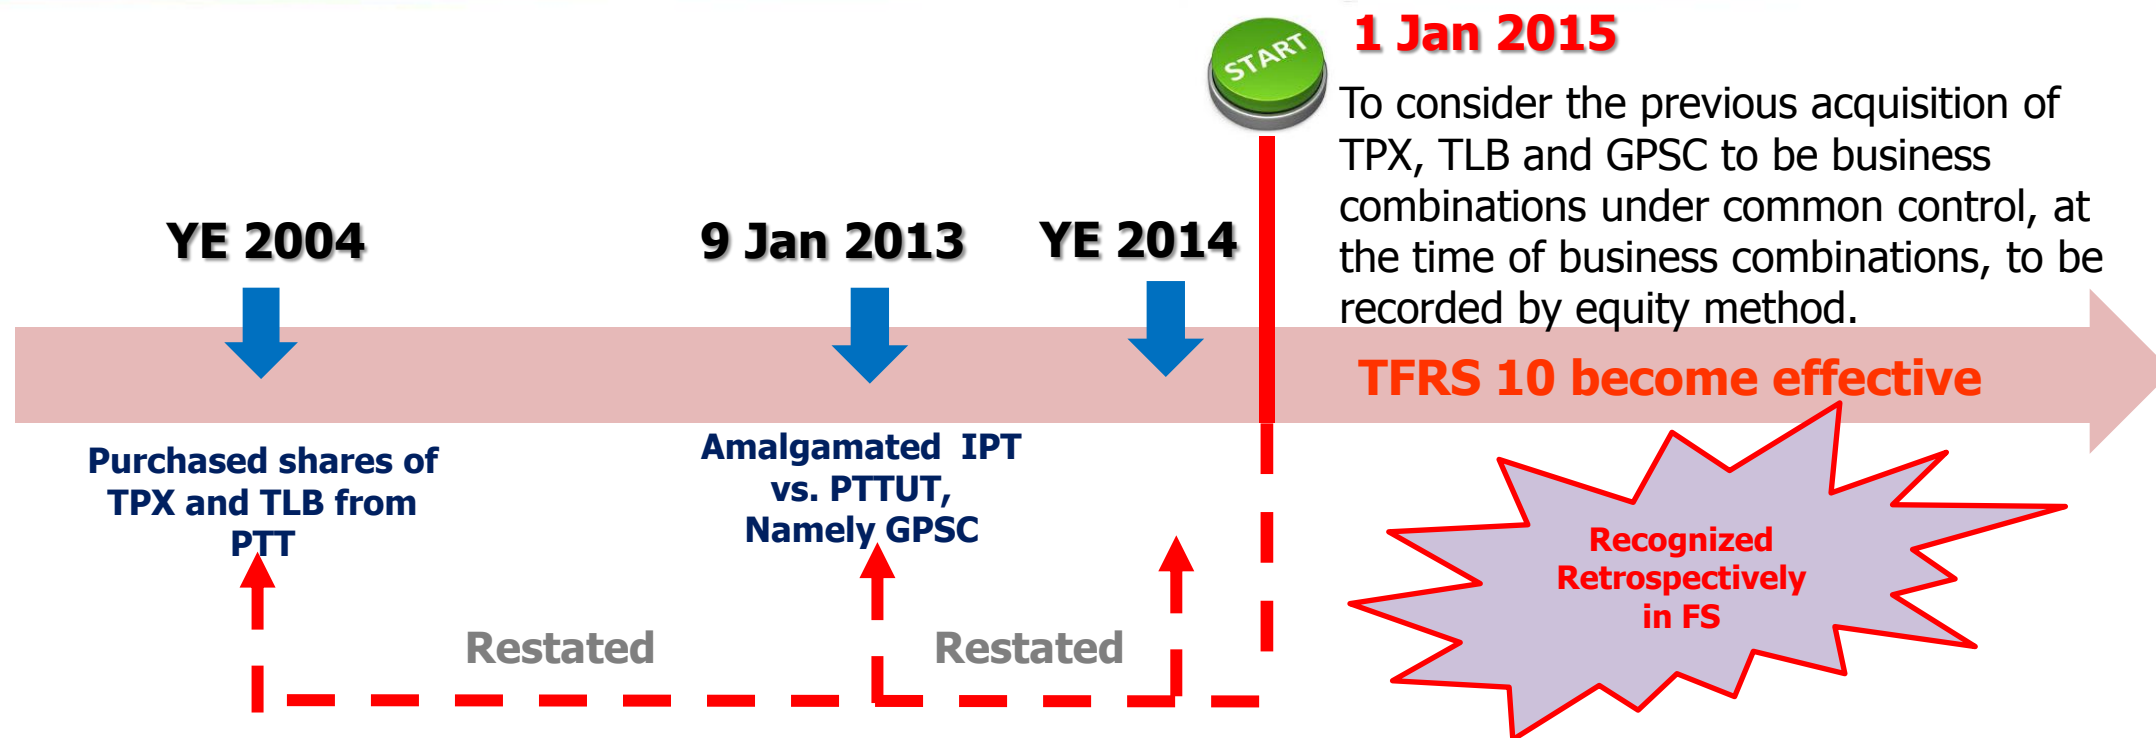 START
1 Jan 2015
To consider the previous acquisition of
TPX, TLB and GPSC to be business
combinations under common control, at
the time of business combinations, to be
recorded by equity method.
YE 2004
9 Jan 2013
YE 2014
TFRS 10 become effective
Purchased shares of
TPX and TLB from
PTT
Amalgamated IPT
vs. PTTUT,
Namely GPSC
Recognized
Retrospectively
in FS
Restated
Restated